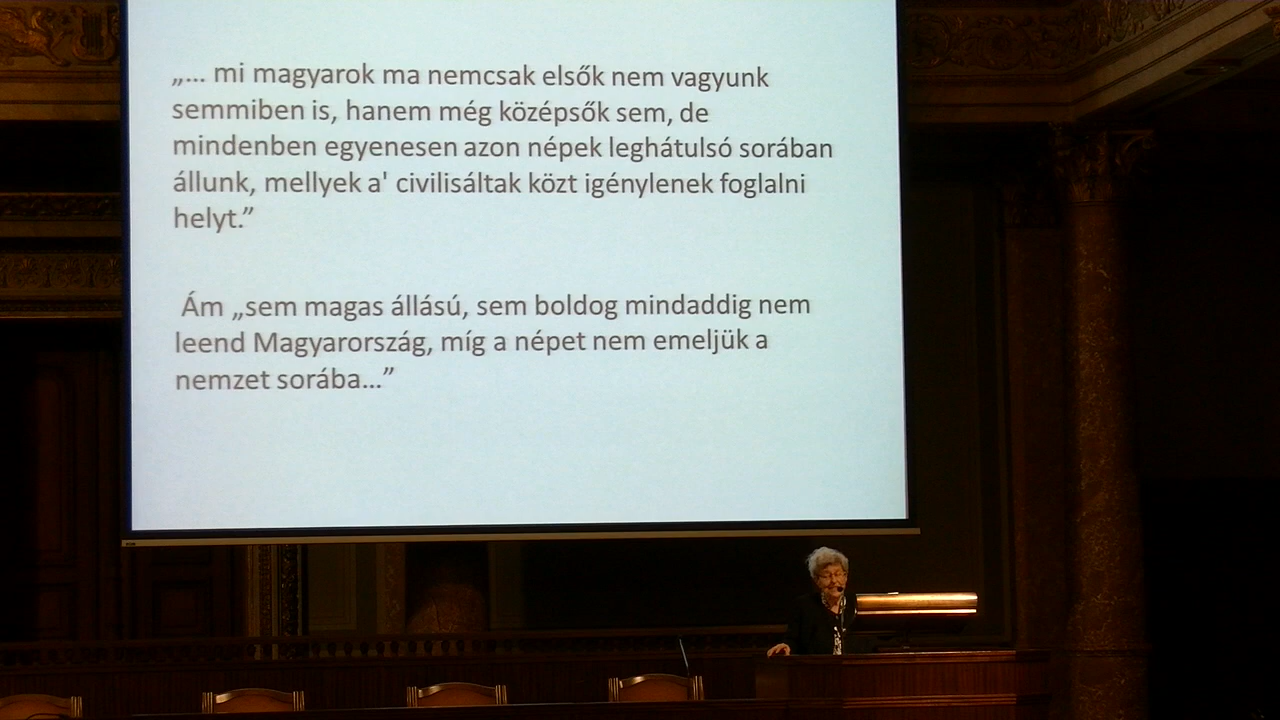 „... mi magyarok ma nemcsak elsők nem vagyunk
semmiben is, hanem még középsők sem, de
mindenben egyenesen azon népek leghátulsó sorában
állunk, mellyek a' civilisáltak közt igénylenek foglalni
helyt.”
Ám „sem magas állású, sem boldog mindaddig nem
leend Magyarország, míg a népet nem emeljük a
nemzet sorába...”